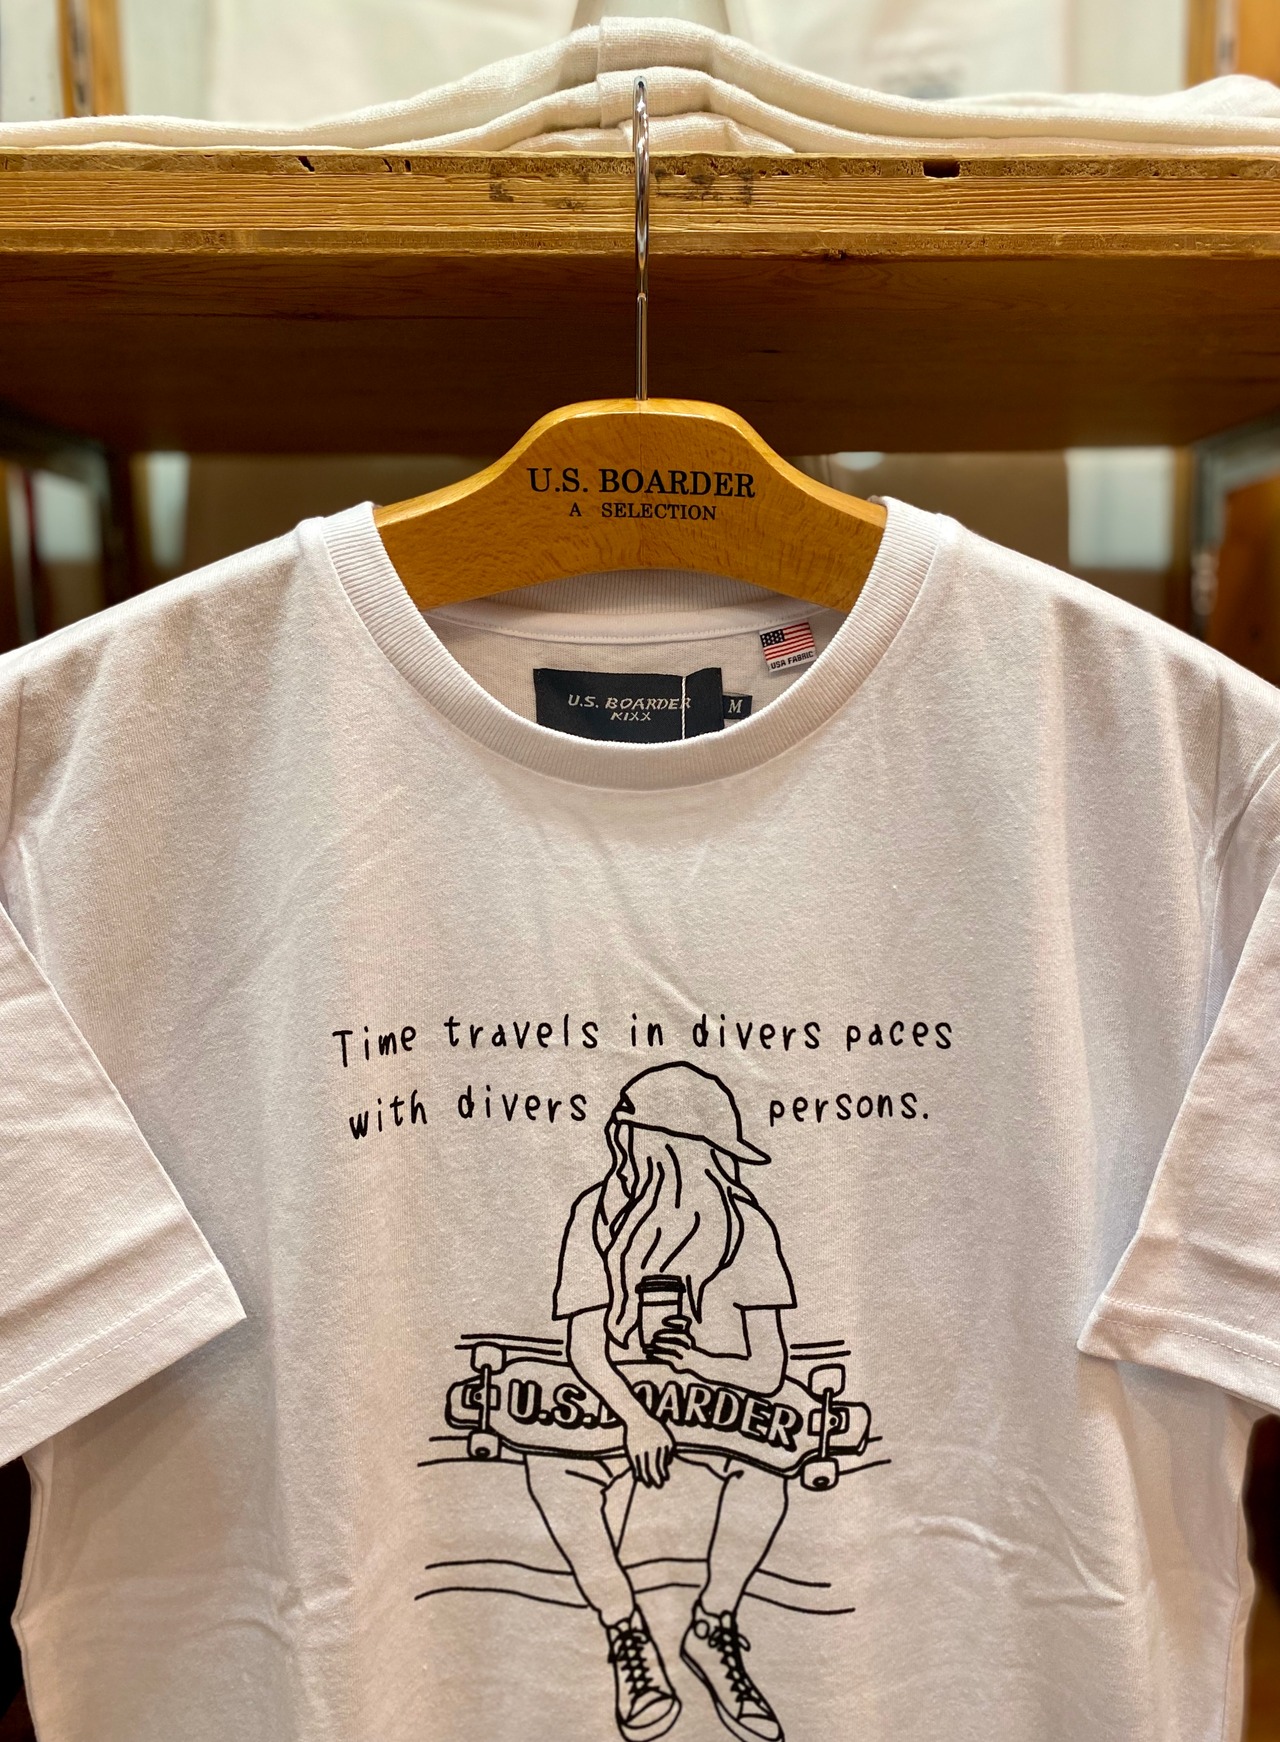 U.S. BOARDER
A SELECTION
USA FABRIC
U.S. BOARDER
KIXX
M
Time travels in divers paces
with divers persons.
U.S.BOARDER